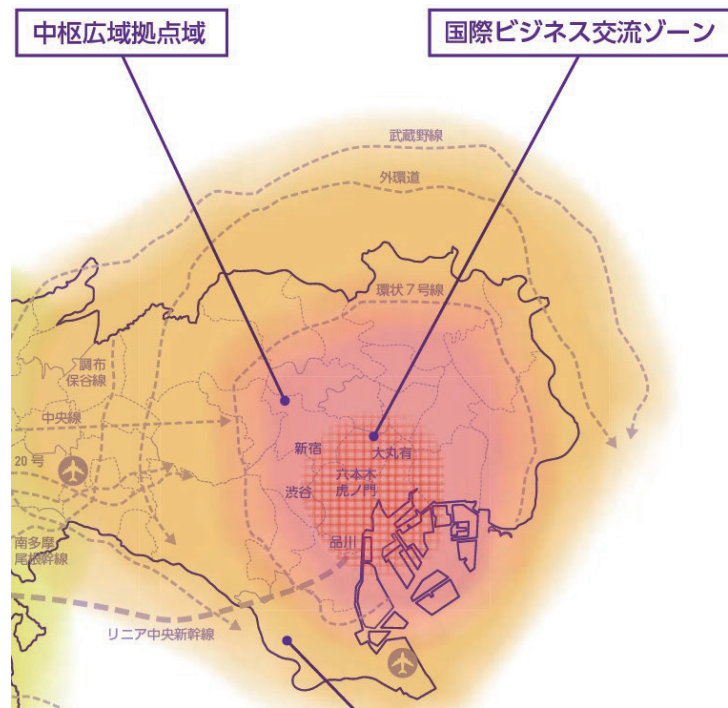 中枢広域拠点域
国際ビジネス交流ゾーン
武蔵野線
外環道
環状7号線
調布
保谷線
中央線
新宿
大丸有
20号
六本木
虎ノ門
渋谷
品川
南多摩
尾根幹線
リニア中央新幹線